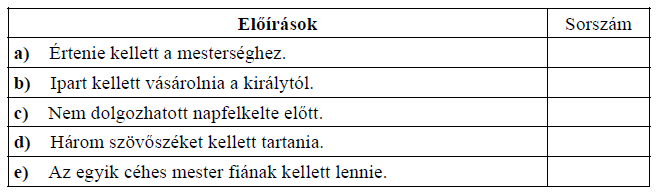 Előírások Sorszám
a) Értenie kellett a mesterséghez.
b) Ipart kellett vásárolnia a királytól.
c) Nem dolgozhatott napfelkelte előtt.
d) Három szövőszéket kellett tartania.
e) Az egyik céhes mester fiának kellett lennie.